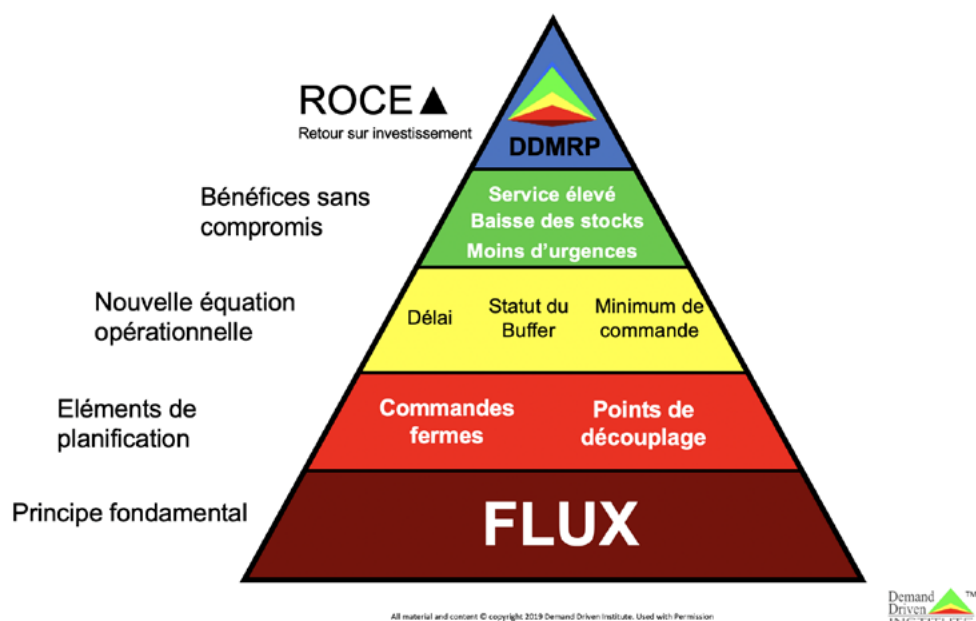 ROCE▲
Retour sur investissement
DDMRP
Bénéfices sans
compromis
Service élevé
Baisse des stocks
Moins d'urgences
Nouvelle équation
opérationnelle
Délai
Statut du
Buffer
Minimum de
commande
Eléments de
planification
Commandes
fermes
Points de
découplage
Principe fondamental
FLUX
All material and content © copyright 2019 Demand Driven Institute. Used with Permission
Demand
Driven
INSTITUTE
TM